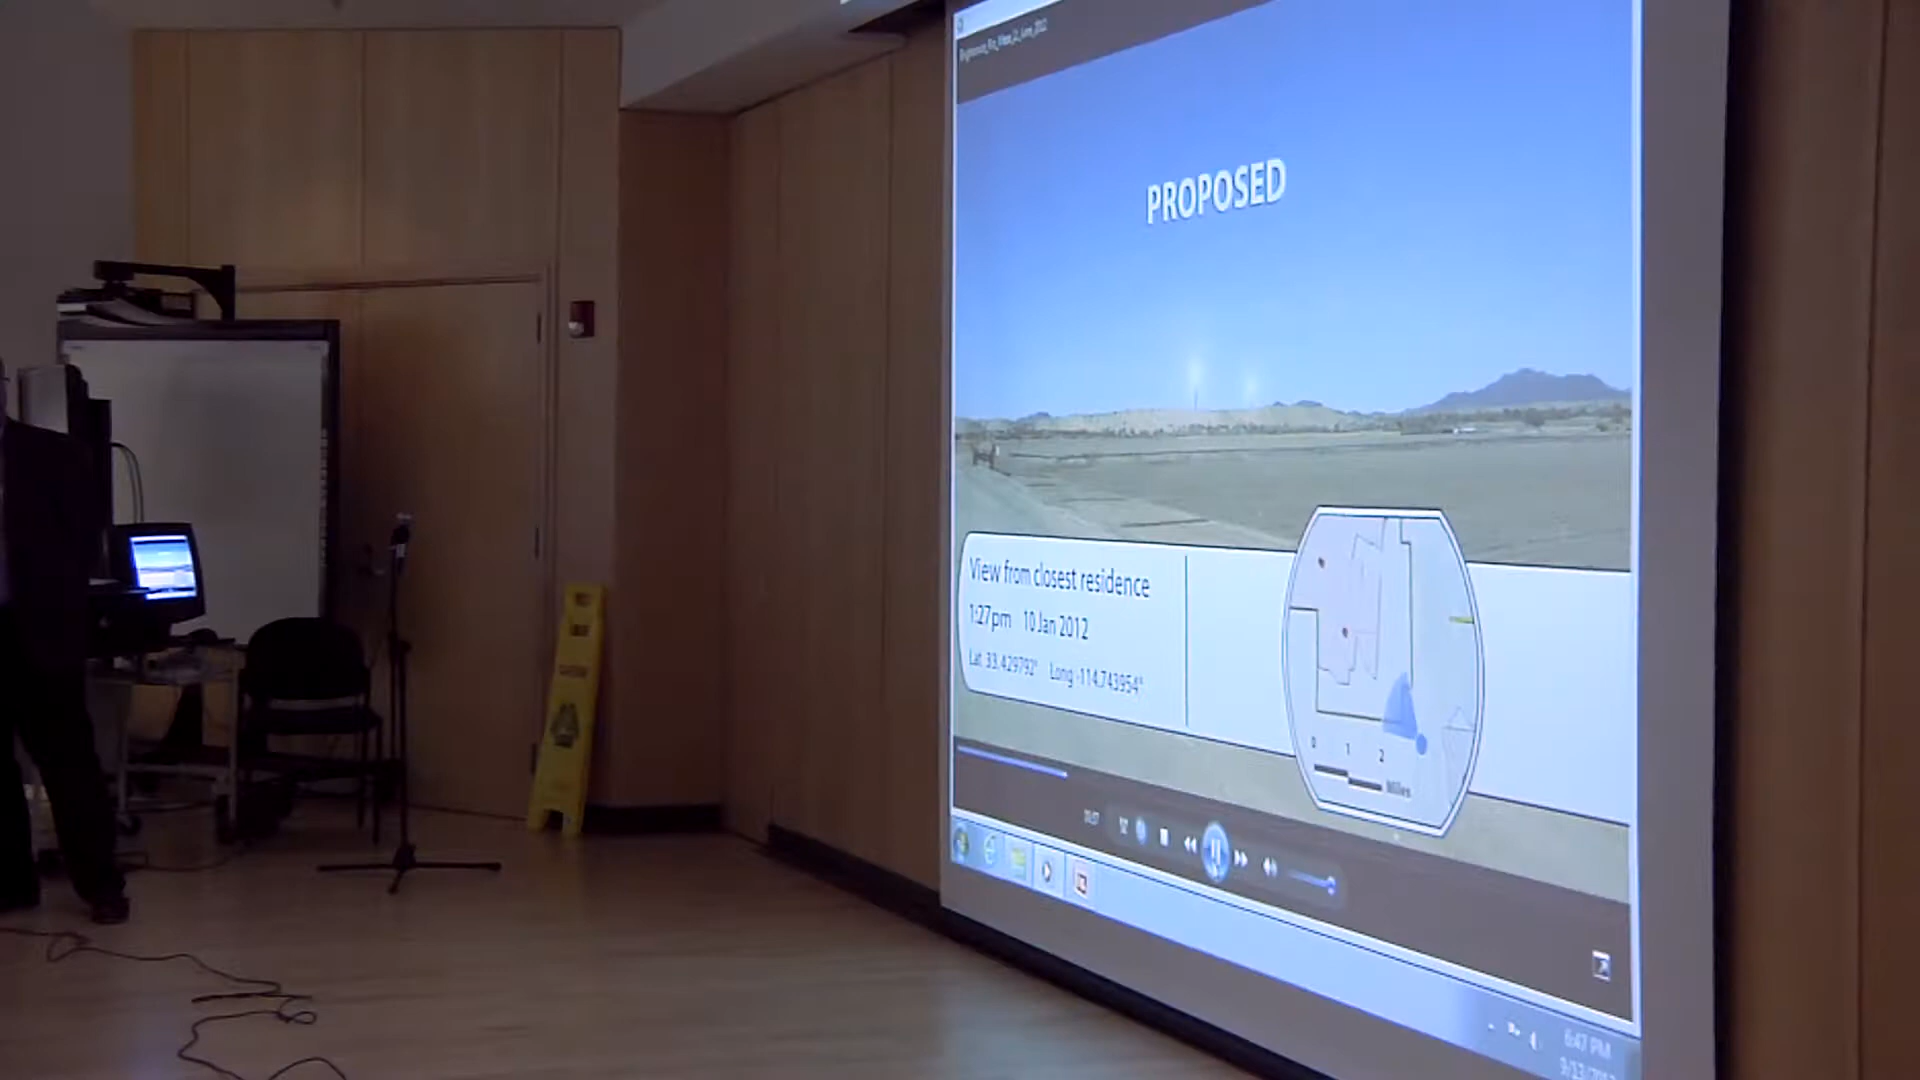 PROPOSED
View from closest residence
1:27pm 10 Jan 2012
Lat 33.429792° Long -114.743954°
0 1 2
Miles
6:47 PM